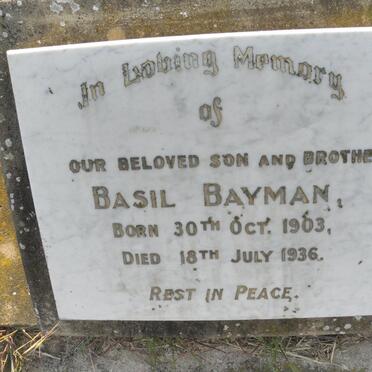 In Loving Memory
of
OUR BELOVED SON AND BROTHE
BASIL BAYMAN,
BORN 30TH OCT. 1903,
DIED 18TH JULY 1936.
REST IN PEACE.